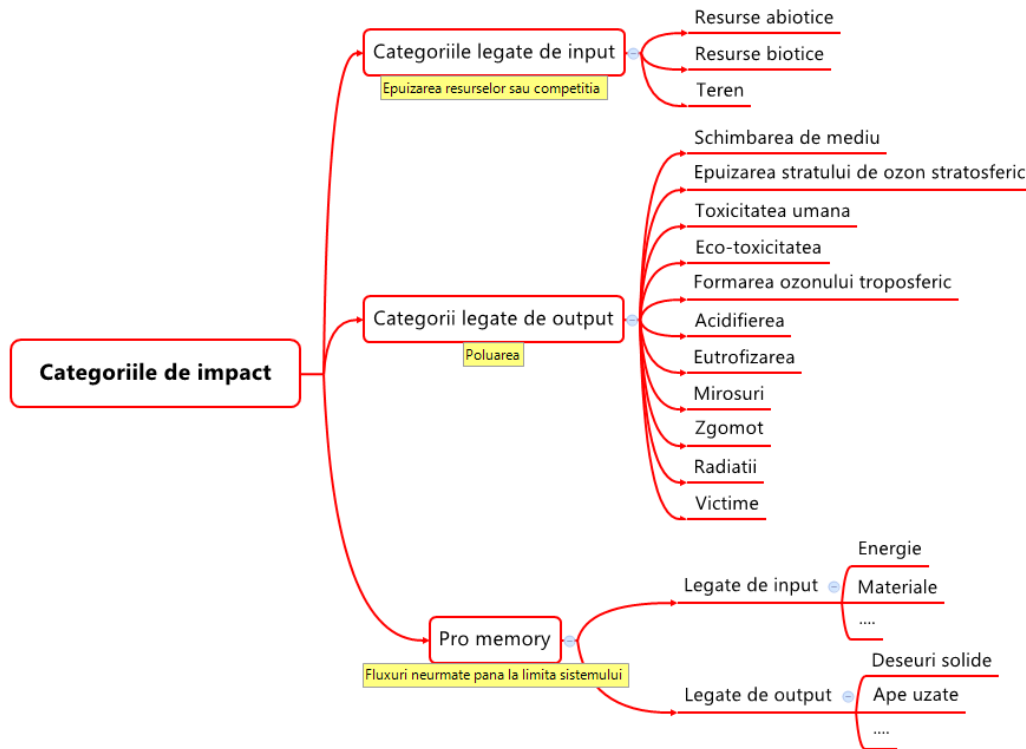 Categoriile de impact
Categoriile legate de input
Epuizarea resurselor sau competitia
Resurse abiotice
Resurse biotice
Teren
Categorii legate de output
Poluarea
Schimbarea de mediu
Epuizarea stratului de ozon stratosferic
Toxicitatea umana
Eco-toxicitatea
Formarea ozonului troposferic
Acidifierea
Eutrofizarea
Mirosuri
Zgomot
Radiatii
Victime
Pro memory
Fluxuri neurmate pana la limita sistemului
Legate de input
Energie
Materiale
....
Legate de output
Deseuri solide
Ape uzate
....